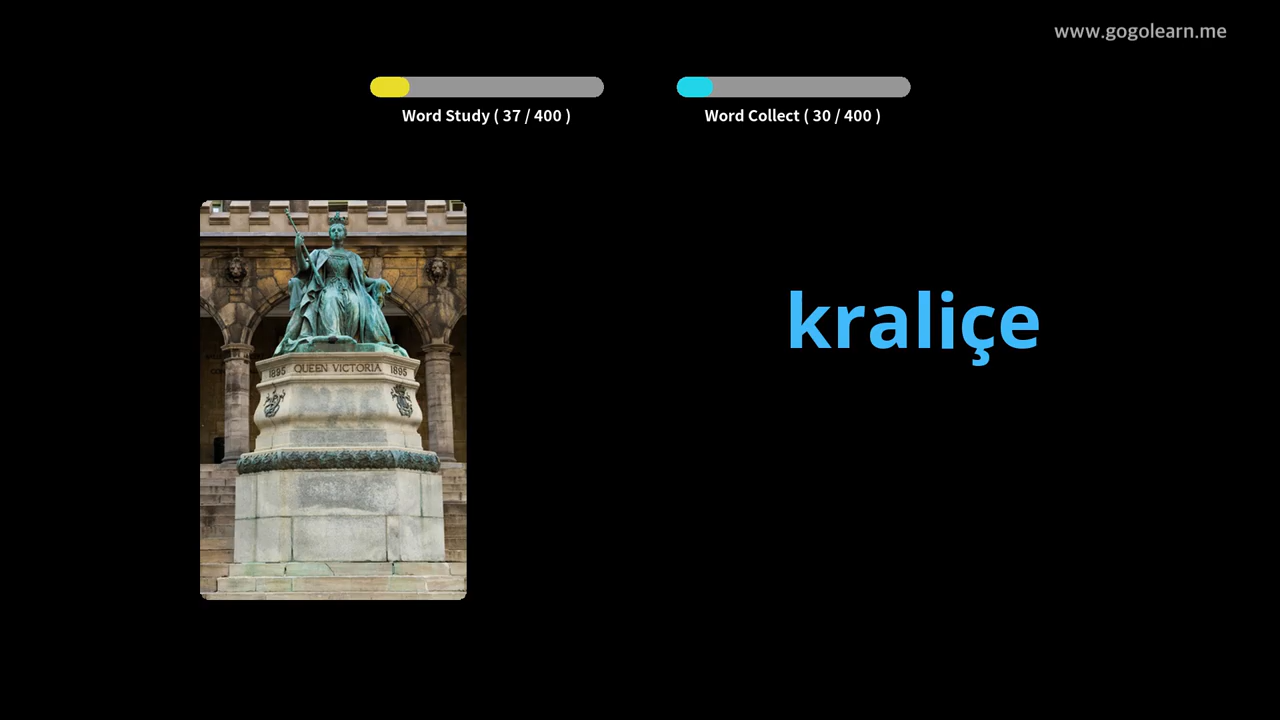 www.gogolearn.me
Word Study ( 37 / 400 )
Word Collect ( 30 / 400 )
kraliçe
1895 QUEEN VICTORIA 1895